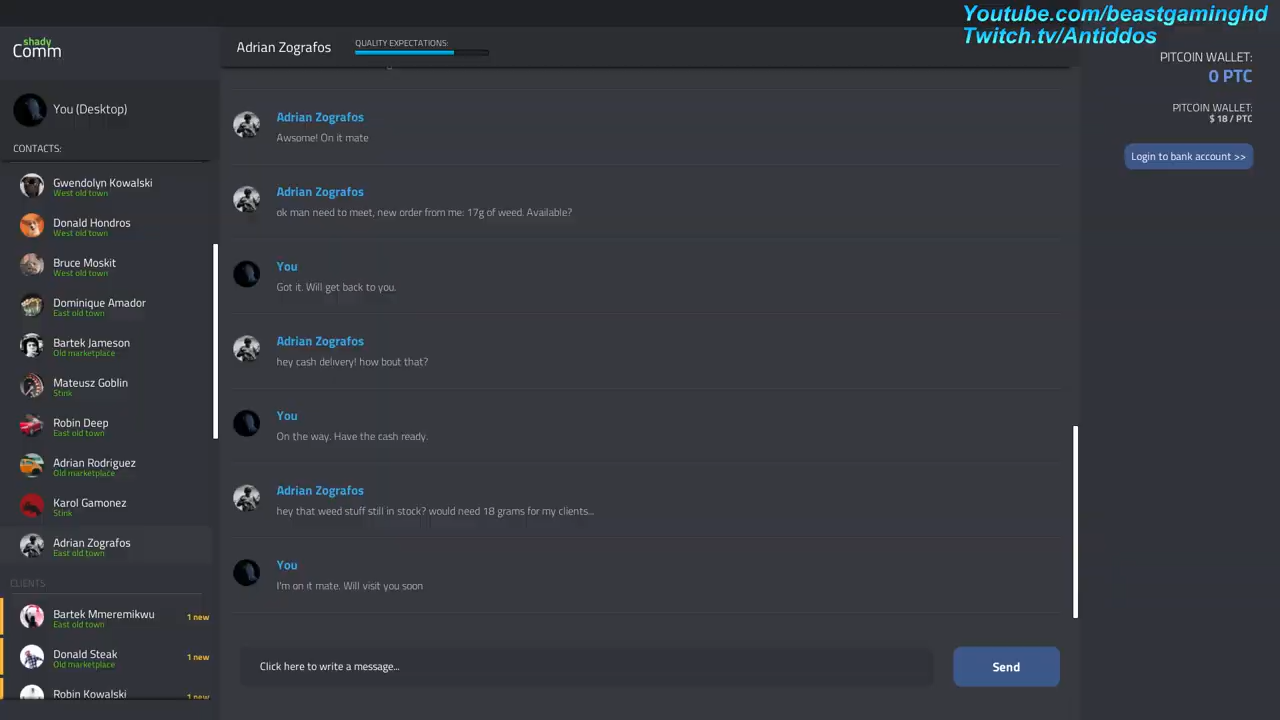 Youtube.com/beastgaminghd
Twitch.tv/Antiddos
shady
Comm
You (Desktop)
CONTACTS:
Gwendolyn Kowalski
West old town
Donald Hondros
West old town
Bruce Moskit
West old town
Dominique Amador
East old town
Bartek Jameson
Old marketplace
Mateusz Goblin
Stink
Robin Deep
East old town
Adrian Rodriguez
Old marketplace
Karol Gamonez
Stink
Adrian Zografos
East old town
CLIENTS
Bartek Mmeremikwu
East old town
1 new
Donald Steak
Old marketplace
1 new
Robin Kowalski
1 new
Adrian Zografos
QUALITY EXPECTATIONS:
Adrian Zografos
Awsome! On it mate
Adrian Zografos
ok man need to meet, new order from me: 17g of weed. Available?
You
Got it. Will get back to you.
Adrian Zografos
hey cash delivery! how bout that?
You
On the way. Have the cash ready.
Adrian Zografos
hey that weed stuff still in stock? would need 18 grams for my clients...
You
I'm on it mate. Will visit you soon
Click here to write a message...
Send
PITCOIN WALLET:
0 PTC
PITCOIN WALLET:
$ 18 / PTC
Login to bank account >>